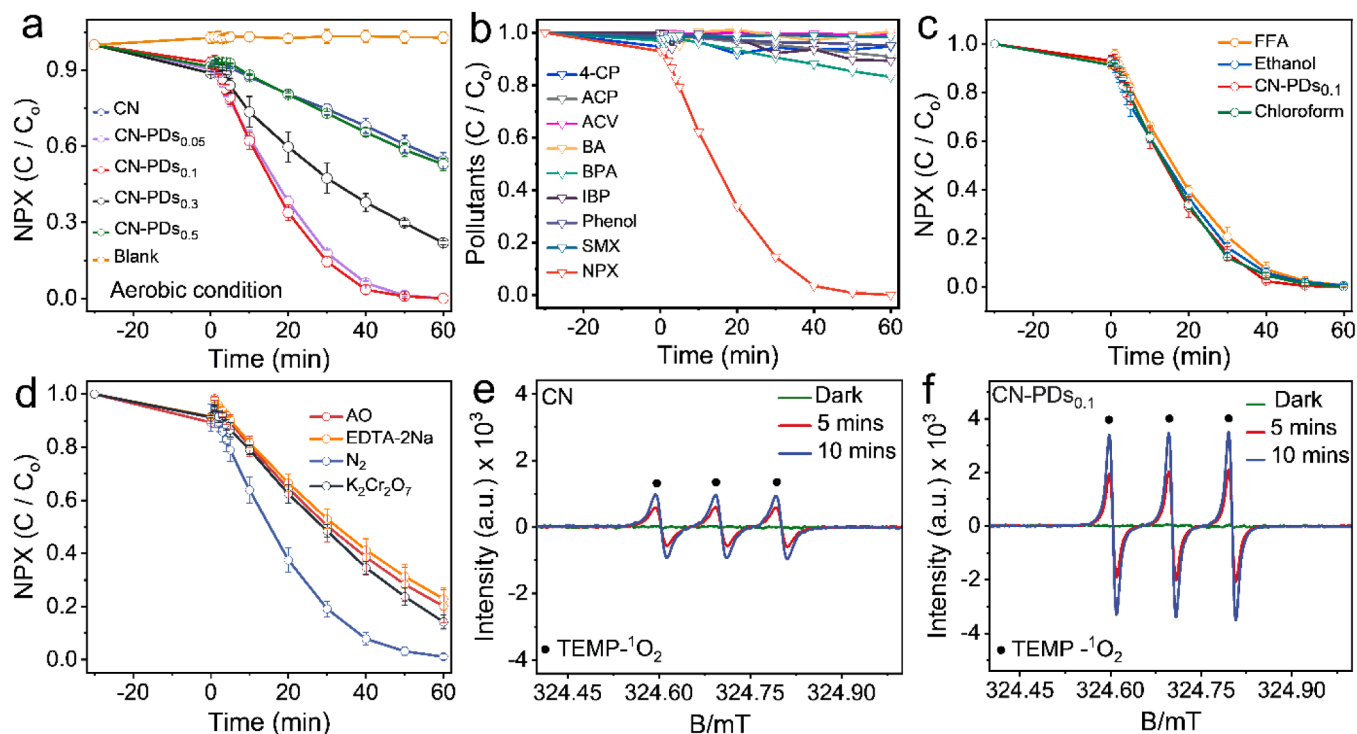 a
NPX (C / C₀)
0.9
0.6
0.3
0.0
CN
CN-PDs₀.₀₅
CN-PDs₀.₁
CN-PDs₀.₃
CN-PDs₀.₅
Blank
Aerobic condition
-20 0 20 40 60
Time (min)
b
Pollutants (C / C₀)
1.0
0.8
0.6
0.4
0.2
0.0
4-CP
ACP
ACV
BA
BPA
IBP
Phenol
SMX
NPX
-20 0 20 40 60
Time (min)
c
NPX (C / C₀)
1.0
0.8
0.6
0.4
0.2
0.0
FFA
Ethanol
CN-PDs₀.₁
Chloroform
-20 0 20 40 60
Time (min)
d
NPX (C / C₀)
1.0
0.8
0.6
0.4
0.2
0.0
AO
EDTA-2Na
N₂
K₂Cr₂O₇
-20 0 20 40 60
Time (min)
e
Intensity (a.u.) x 10³
4
2
0
-2
-4
CN
Dark
5 mins
10 mins
● TEMP-¹O₂
324.45 324.60 324.75 324.90
B/mT
f
Intensity (a.u.) x 10³
4
2
0
-2
-4
CN-PDs₀.₁
Dark
5 mins
10 mins
● TEMP -¹O₂
324.45 324.60 324.75 324.90
B/mT